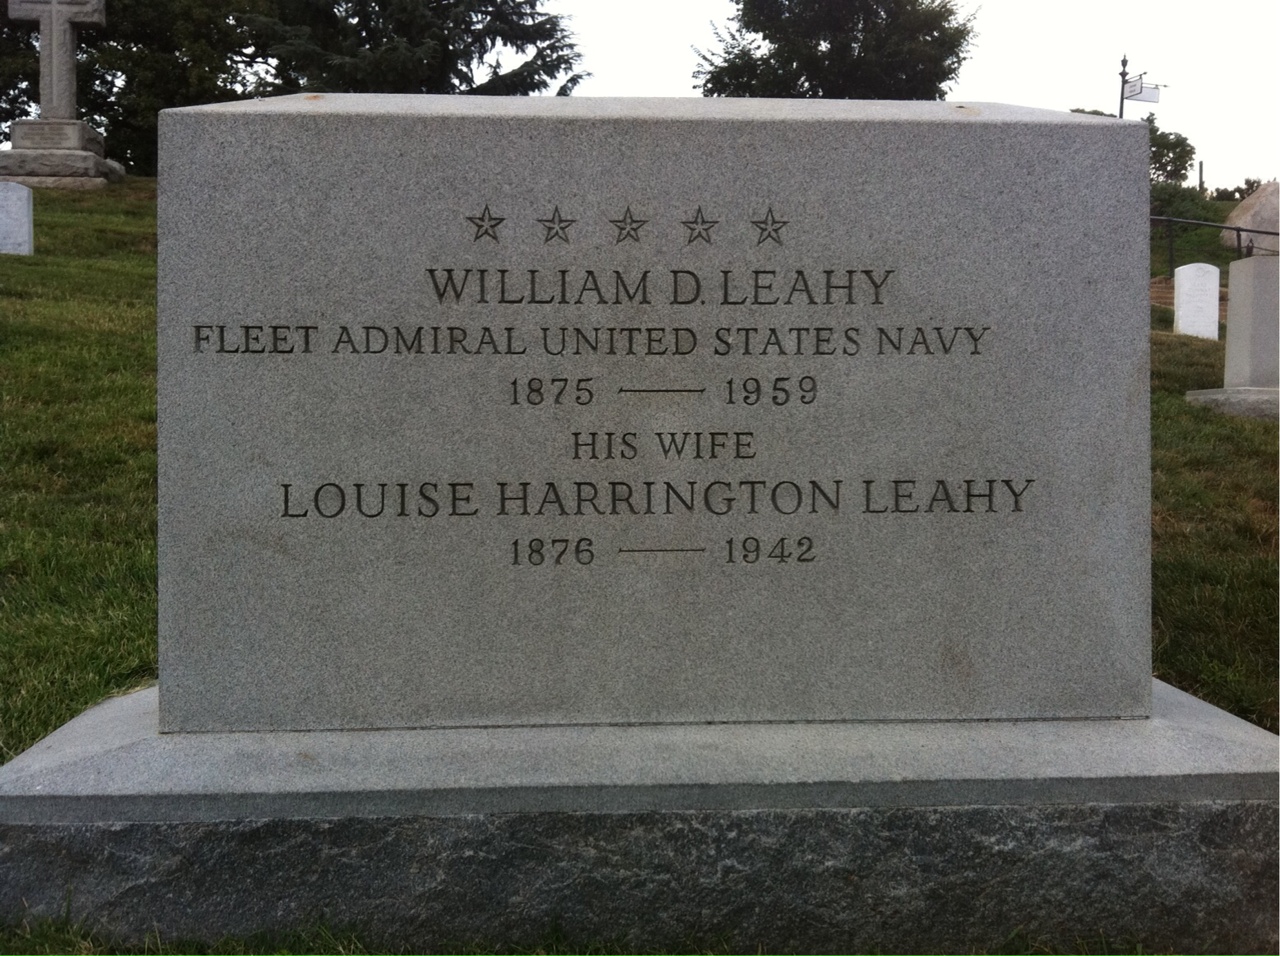 WILLIAM D. LEAHY
FLEET ADMIRAL UNITED STATES NAVY
1875 — 1959
HIS WIFE
LOUISE HARRINGTON LEAHY
1876 — 1942